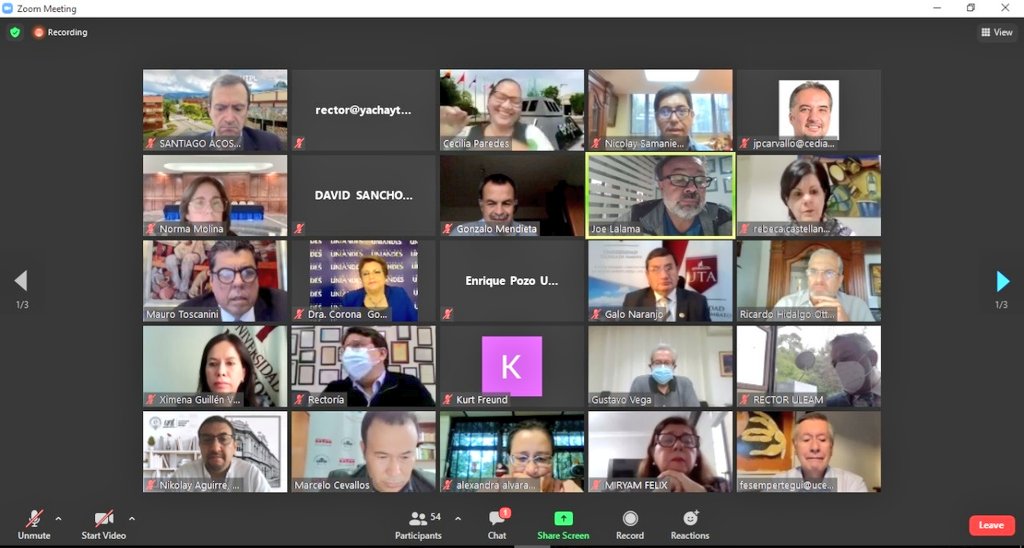 Zoom Meeting
Recording
View
UTPL
SANTIAGO ACOS...
rector@yachayt...
Cecilia Paredes
Nicolay Samanie...
jpcarvallo@cedia...
Norma Molina
DAVID SANCHO...
Gonzalo Mendieta
Joe Lalama
rebeca.castellan...
1/3
1/3
Mauro Toscanini
UNIANDES
Dra. Corona Go...
Enrique Pozo U...
UTA
Galo Naranjo
Ricardo Hidalgo Ott...
UNIVERSIDAD
Ximena Guillén V...
Rectoría
K
Kurt Freund
Gustavo Vega
RECTOR ULEAM
Nikolay Aguirre, ...
Marcelo Cevallos
alexandra alvara...
MIRYAM FELIX
fesempertegui@uce...
Unmute
Start Video
54
Participants
1
Chat
Share Screen
Record
Reactions
Leave